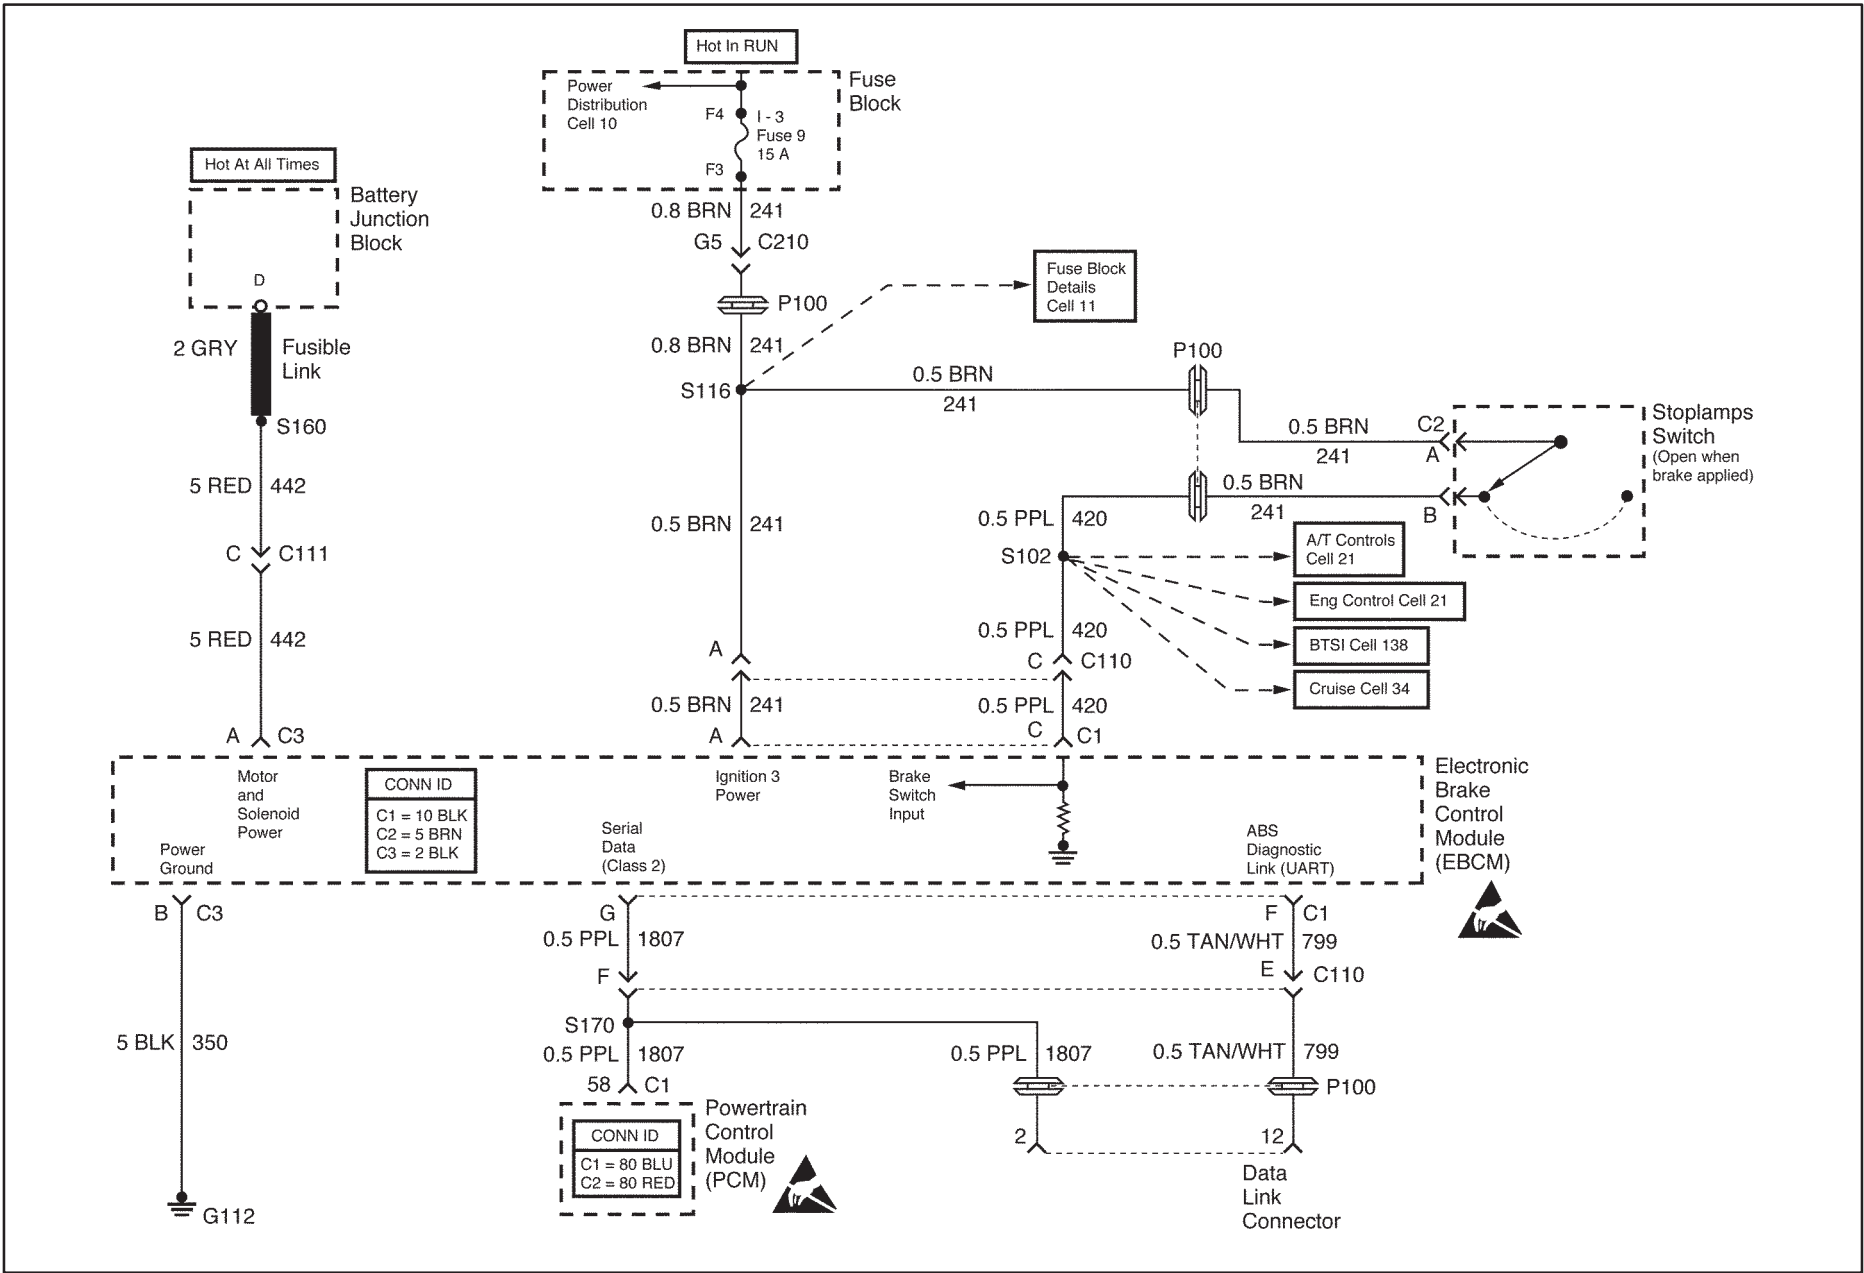 Hot In RUN
Fuse
Block
Power
Distribution
Cell 10
F4
I - 3
Fuse 9
15 A
F3
0.8 BRN 241
G5 C210
P100
0.8 BRN 241
S116
Fuse Block
Details
Cell 11
Hot At All Times
Battery
Junction
Block
D
2 GRY
Fusible
Link
S160
5 RED 442
C C111
5 RED 442
A C3
0.5 BRN
241
P100
0.5 BRN
241
C2
A
Stoplamps
Switch
(Open when
brake applied)
0.5 BRN
241
B
0.5 BRN 241
0.5 PPL 420
S102
A/T Controls
Cell 21
Eng Control Cell 21
BTSI Cell 138
Cruise Cell 34
0.5 PPL 420
A
C C110
0.5 BRN 241
0.5 PPL 420
A
C C1
Electronic
Brake
Control
Module
(EBCM)
Motor
and
Solenoid
Power
CONN ID
C1 = 10 BLK
C2 = 5 BRN
C3 = 2 BLK
Ignition 3
Power
Brake
Switch
Input
Power
Ground
Serial
Data
(Class 2)
ABS
Diagnostic
Link (UART)
B C3
5 BLK 350
G112
G
0.5 PPL 1807
F
F C1
0.5 TAN/WHT 799
E C110
S170
0.5 PPL 1807
58 C1
0.5 PPL 1807
0.5 TAN/WHT 799
P100
Powertrain
Control
Module
(PCM)
CONN ID
C1 = 80 BLU
C2 = 80 RED
2
12
Data
Link
Connector